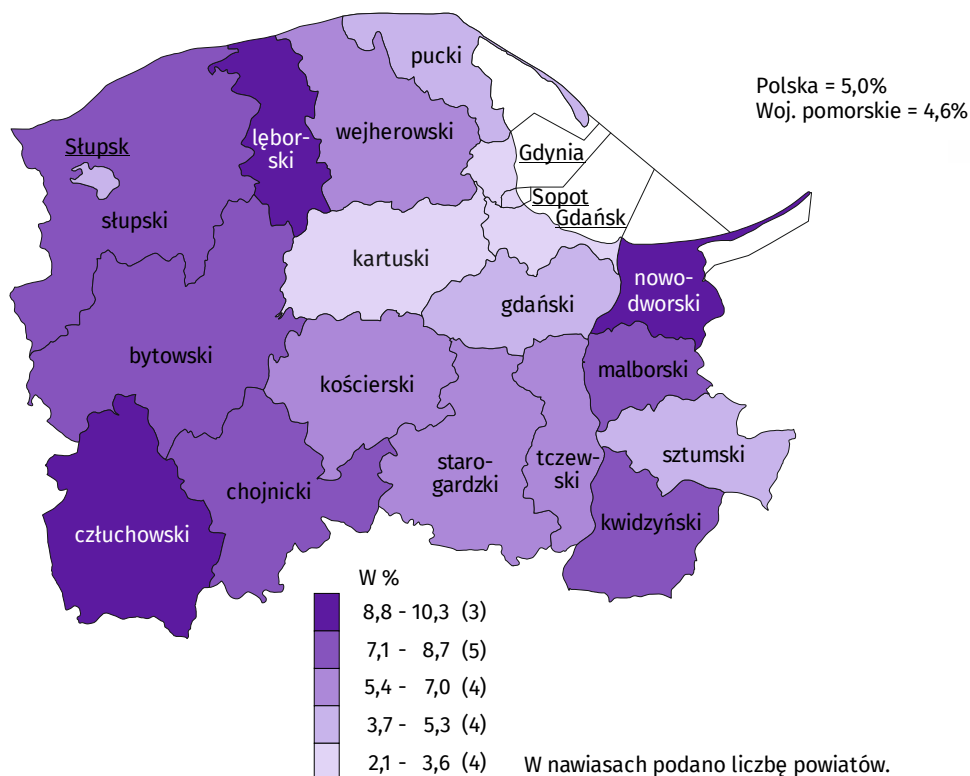 pucki
Polska = 5,0%
Woj. pomorskie = 4,6%
wejherowski
lębor-
ski
Słupsk
Gdynia
Sopot
Gdańsk
słupski
kartuski
nowo-
dworski
gdański
bytowski
malborski
kościerski
sztumski
staro-
gardzki
tczew-
ski
chojnicki
kwidzyński
człuchowski
W %
8,8 - 10,3 (3)
7,1 - 8,7 (5)
5,4 - 7,0 (4)
3,7 - 5,3 (4)
2,1 - 3,6 (4)
W nawiasach podano liczbę powiatów.